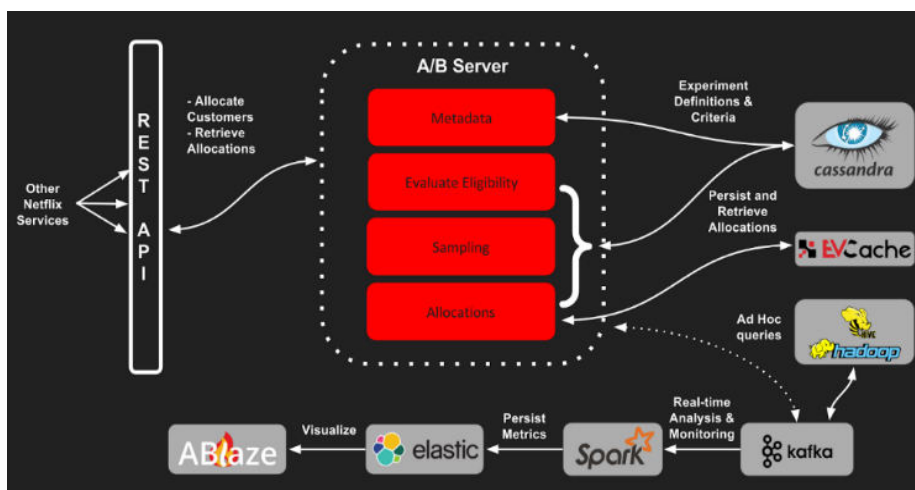 A/B Server
REST API
- Allocate
Customers
- Retrieve
Allocations
Other
Netflix
Services
Metadata
Evaluate Eligibility
Sampling
Allocations
Experiment
Definitions &
Criteria
cassandra
Persist and
Retrieve
Allocations
EVCache
Ad Hoc
queries
HIVE
hadoop
Real-time
Analysis &
Monitoring
kafka
Spark
Persist
Metrics
elastic
Visualize
ABlaze